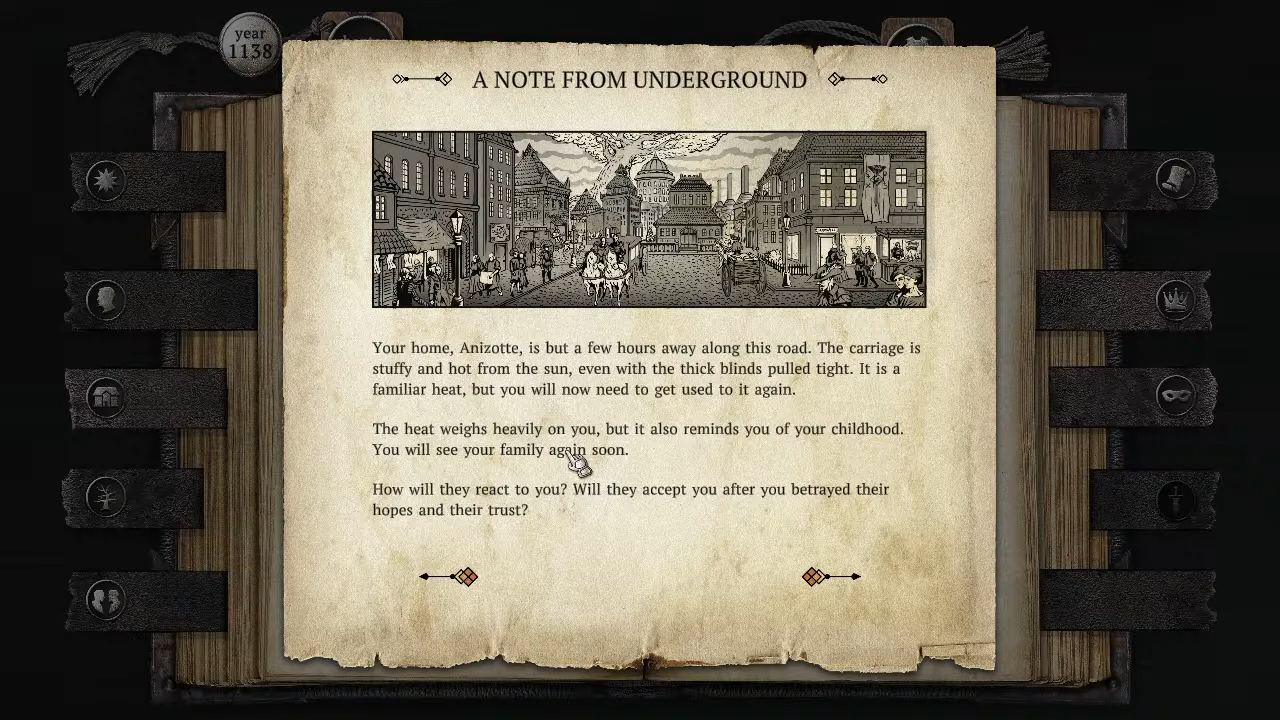 year
1138
A NOTE FROM UNDERGROUND
Your home, Anizotte, is but a few hours away along this road. The carriage is
stuffy and hot from the sun, even with the thick blinds pulled tight. It is a
familiar heat, but you will now need to get used to it again.
The heat weighs heavily on you, but it also reminds you of your childhood.
You will see your family again soon.
How will they react to you? Will they accept you after you betrayed their
hopes and their trust?